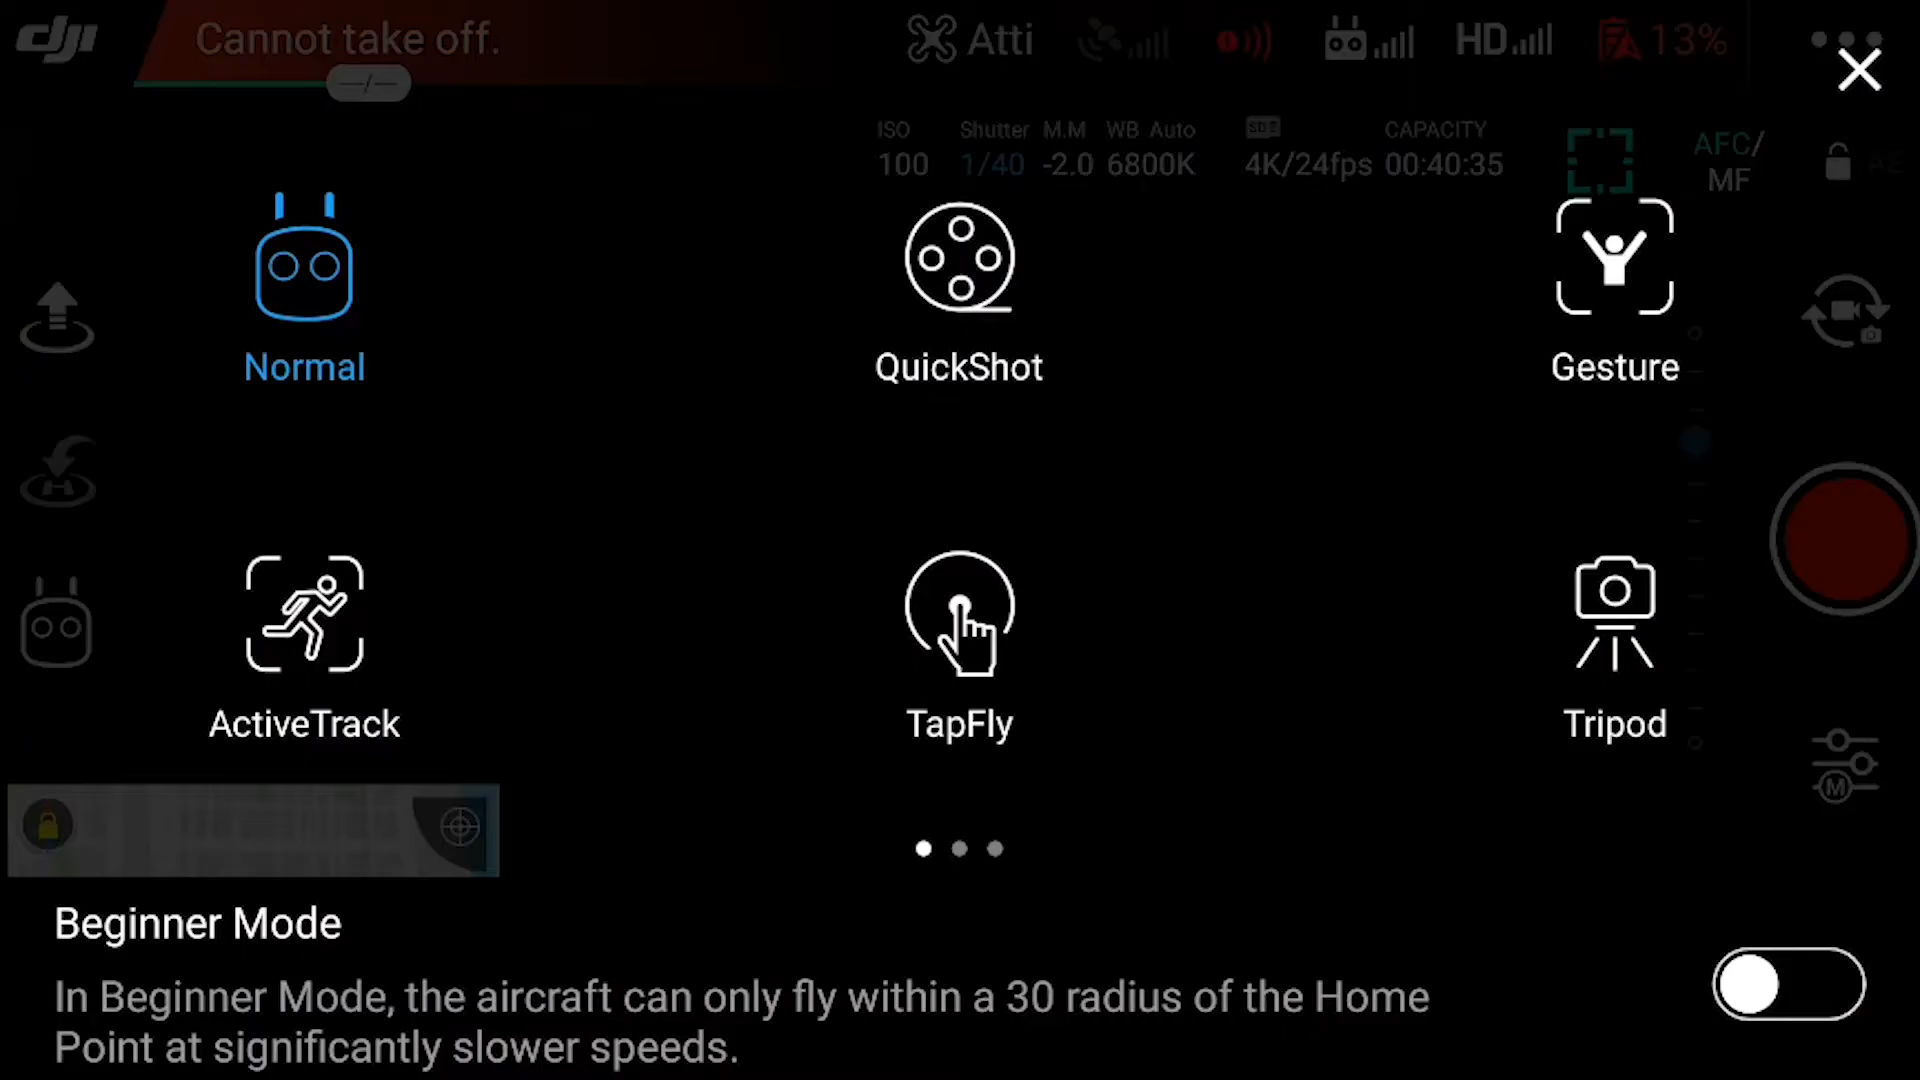 dji
Cannot take off.
Atti
HD
13%
--/--
ISO
Shutter
M.M
WB Auto
CAPACITY
100
1/40
-2.0
6800K
4K/24fps
00:40:35
AFC/
MF
AE
Normal
QuickShot
Gesture
H
ActiveTrack
TapFly
Tripod
M
Beginner Mode
In Beginner Mode, the aircraft can only fly within a 30 radius of the Home
Point at significantly slower speeds.